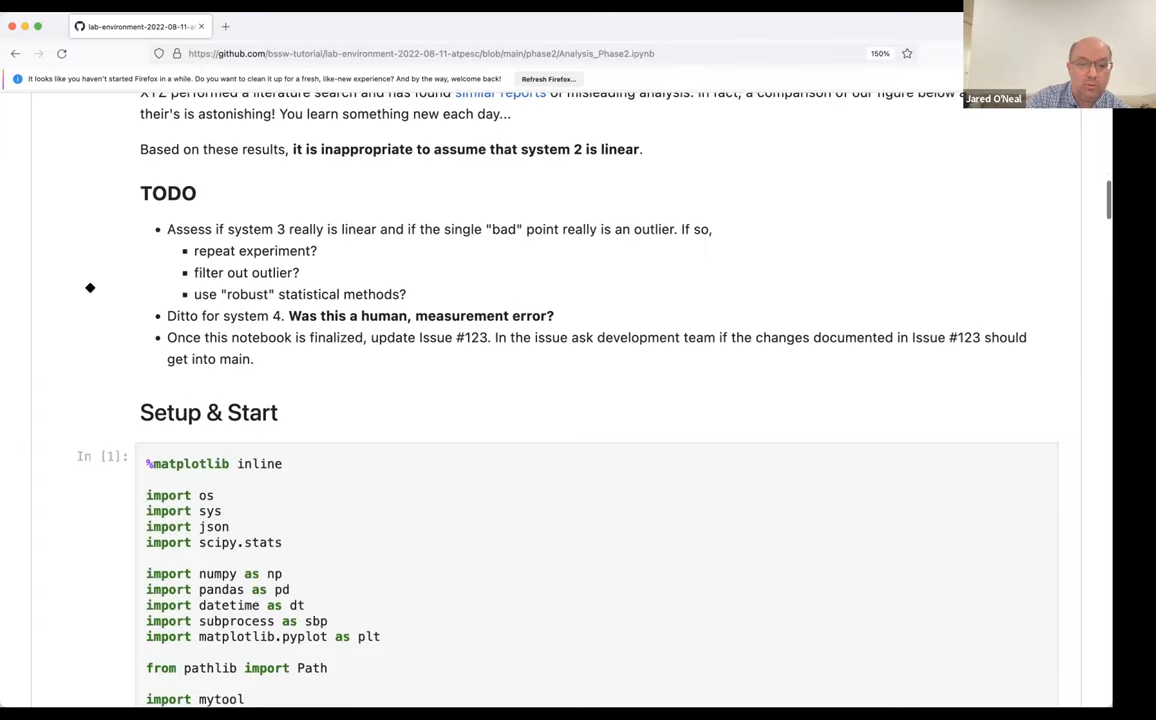 lab-environment-2022-08-11-a
https://github.com/bssw-tutorial/lab-environment-2022-08-11-atpesc/blob/main/phase2/Analysis_Phase2.ipynb
150%
It looks like you haven't started Firefox in a while. Do you want to clean it up for a fresh, like-new experience? And by the way, welcome back!
Refresh Firefox...
Jared O'Neal
XYZ performed a literature search and has found similar reports of misleading analysis. In fact, a comparison of our figure below a
their's is astonishing! You learn something new each day...
Based on these results, it is inappropriate to assume that system 2 is linear.
TODO
• Assess if system 3 really is linear and if the single "bad" point really is an outlier. If so,
▪ repeat experiment?
▪ filter out outlier?
▪ use "robust" statistical methods?
• Ditto for system 4. Was this a human, measurement error?
• Once this notebook is finalized, update Issue #123. In the issue ask development team if the changes documented in Issue #123 should
get into main.
Setup & Start
In [1]:
%matplotlib inline
import os
import sys
import json
import scipy.stats
import numpy as np
import pandas as pd
import datetime as dt
import subprocess as sbp
import matplotlib.pyplot as plt
from pathlib import Path
import mytool